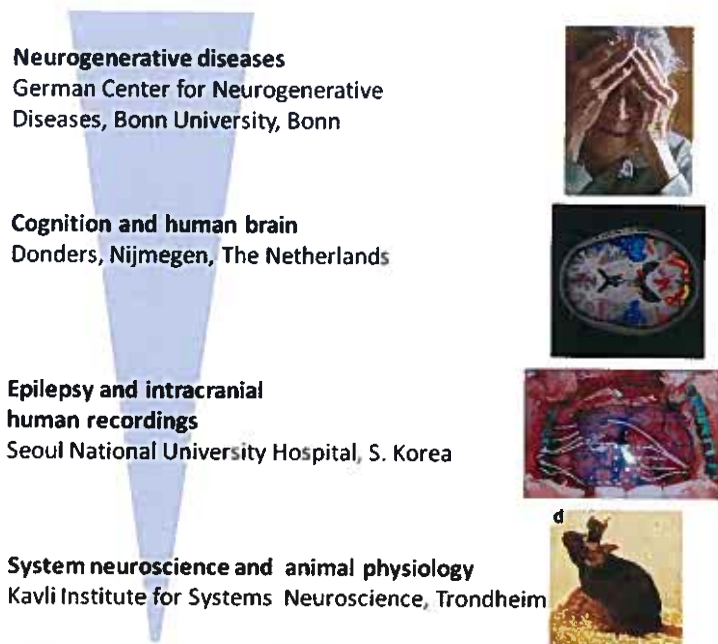 Neurogenerative diseases
German Center for Neurogenerative
Diseases, Bonn University, Bonn
Cognition and human brain
Donders, Nijmegen, The Netherlands
Epilepsy and intracranial
human recordings
Seoul National University Hospital, S. Korea
d
System neuroscience and animal physiology
Kavli Institute for Systems Neuroscience, Trondheim